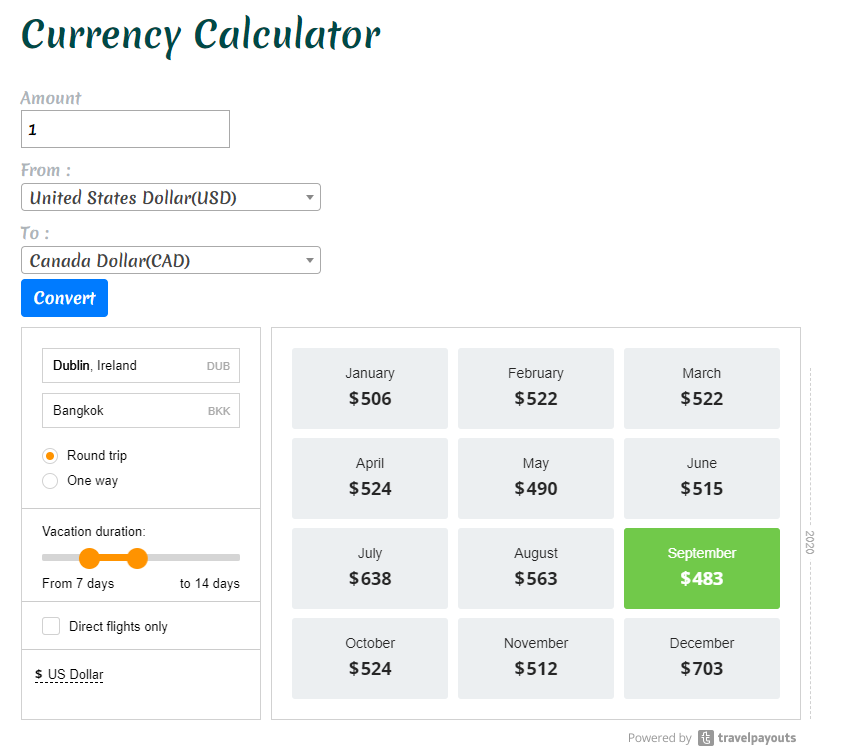 Currency Calculator
Amount
1
From :
United States Dollar(USD)
To :
Canada Dollar(CAD)
Convert
Dublin, Ireland DUB
Bangkok BKK
Round trip
One way
Vacation duration:
From 7 days to 14 days
Direct flights only
$ US Dollar
January February March
$506 $522 $522
April May June
$524 $490 $515
July August September
$638 $563 $483
October November December
$524 $512 $703
2020
Powered by t travelpayouts